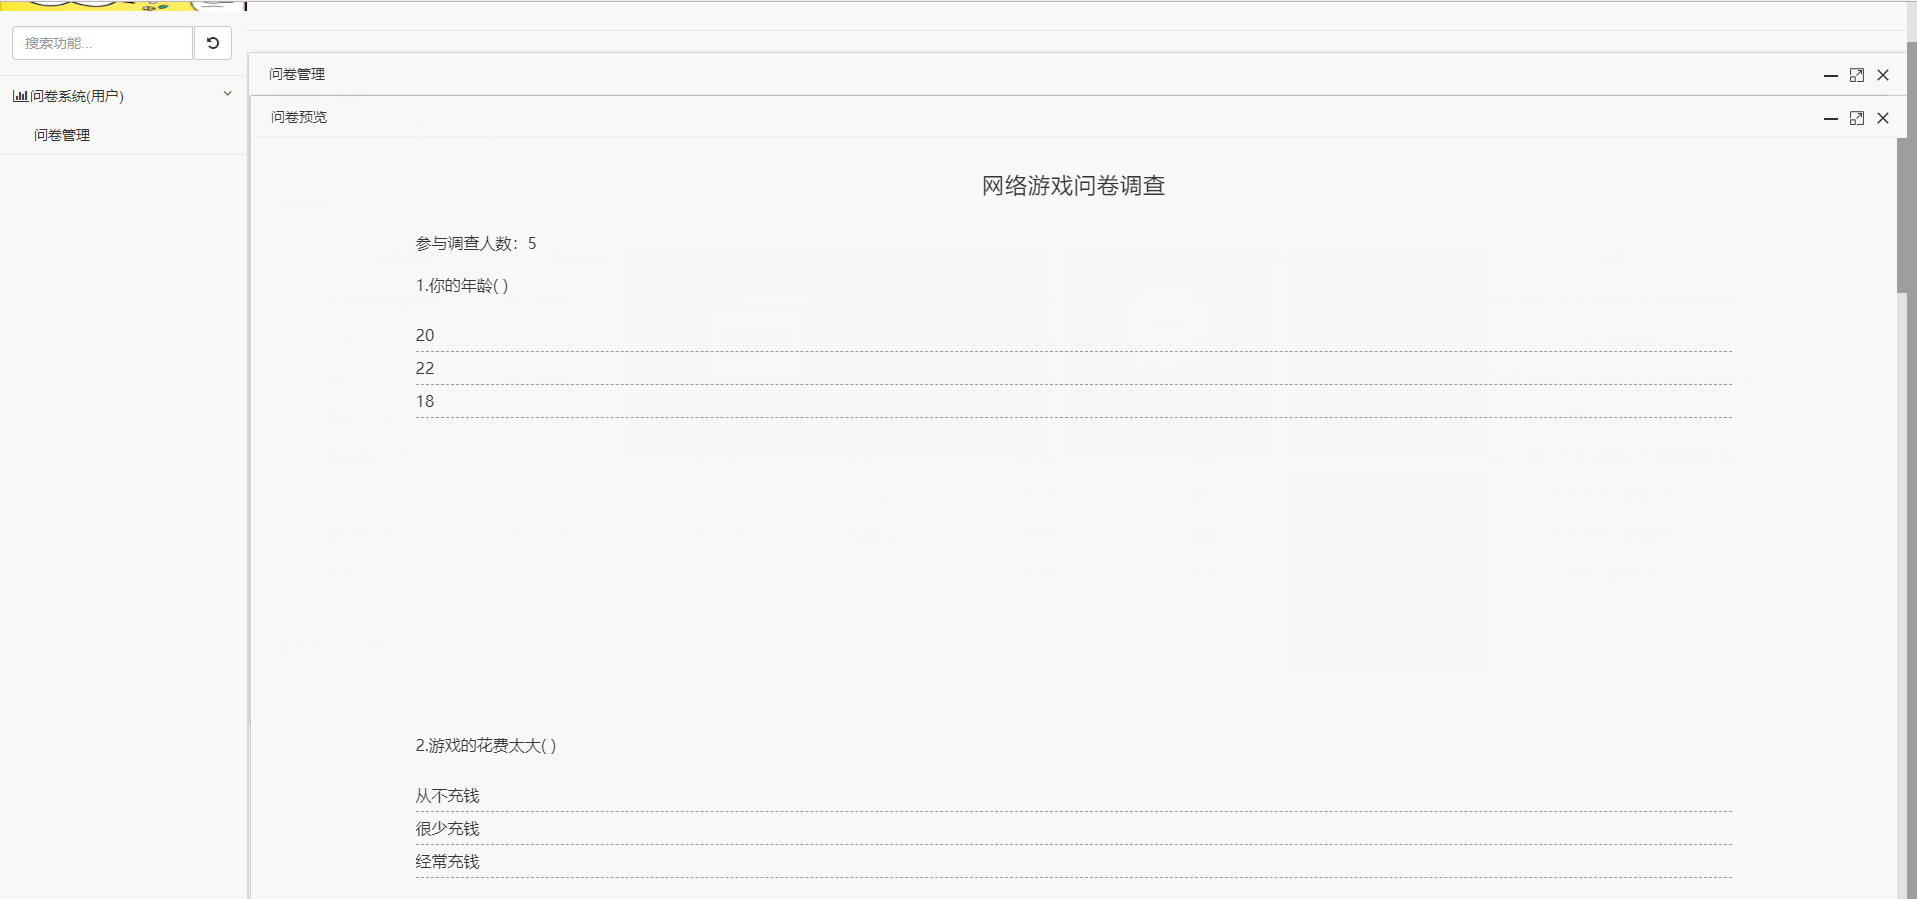 搜索功能...
问卷系统(用户)
问卷管理
问卷管理
问卷预览
网络游戏问卷调查
参与调查人数：5
1.你的年龄( )
20
22
18
2.游戏的花费太大( )
从不充钱
很少充钱
经常充钱